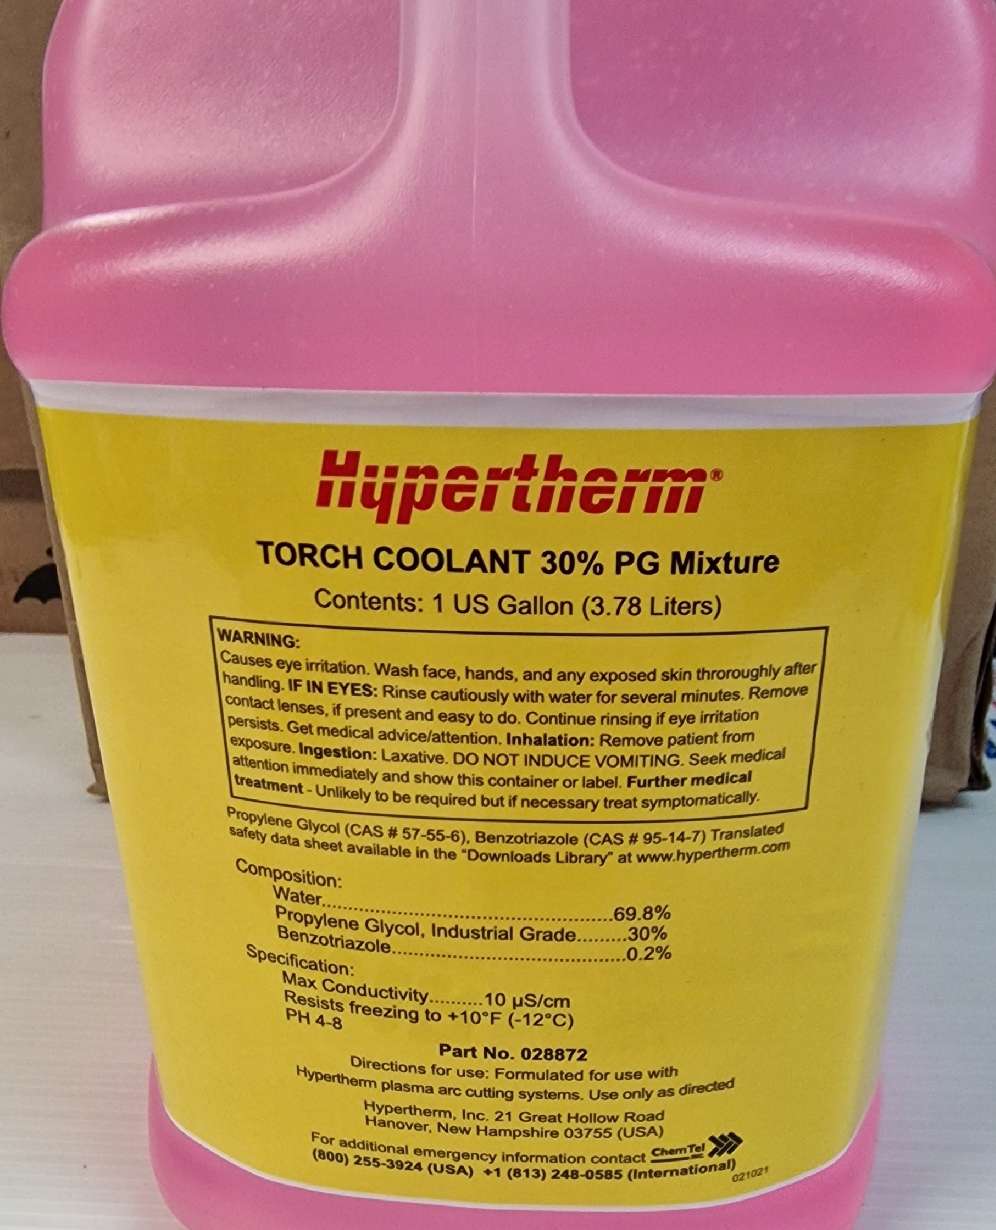 Hypertherm®
TORCH COOLANT 30% PG Mixture
Contents: 1 US Gallon (3.78 Liters)
WARNING:
Causes eye irritation. Wash face, hands, and any exposed skin throroughly after
handling. IF IN EYES: Rinse cautiously with water for several minutes. Remove
contact lenses, if present and easy to do. Continue rinsing if eye irritation
persists. Get medical advice/attention. Inhalation: Remove patient from
exposure. Ingestion: Laxative. DO NOT INDUCE VOMITING. Seek medical
attention immediately and show this container or label. Further medical
treatment - Unlikely to be required but if necessary treat symptomatically.
Propylene Glycol (CAS # 57-55-6), Benzotriazole (CAS # 95-14-7) Translated
safety data sheet available in the "Downloads Library" at www.hypertherm.com
Composition:
Water..........................................69.8%
Propylene Glycol, Industrial Grade.........30%
Benzotriazole..................................0.2%
Specification:
Max Conductivity..........10 µS/cm
Resists freezing to +10°F (-12°C)
PH 4-8
Part No. 028872
Directions for use: Formulated for use with
Hypertherm plasma arc cutting systems. Use only as directed
Hypertherm, Inc. 21 Great Hollow Road
Hanover, New Hampshire 03755 (USA)
For additional emergency information contact ChemTel
(800) 255-3924 (USA) +1 (813) 248-0585 (International)
021021